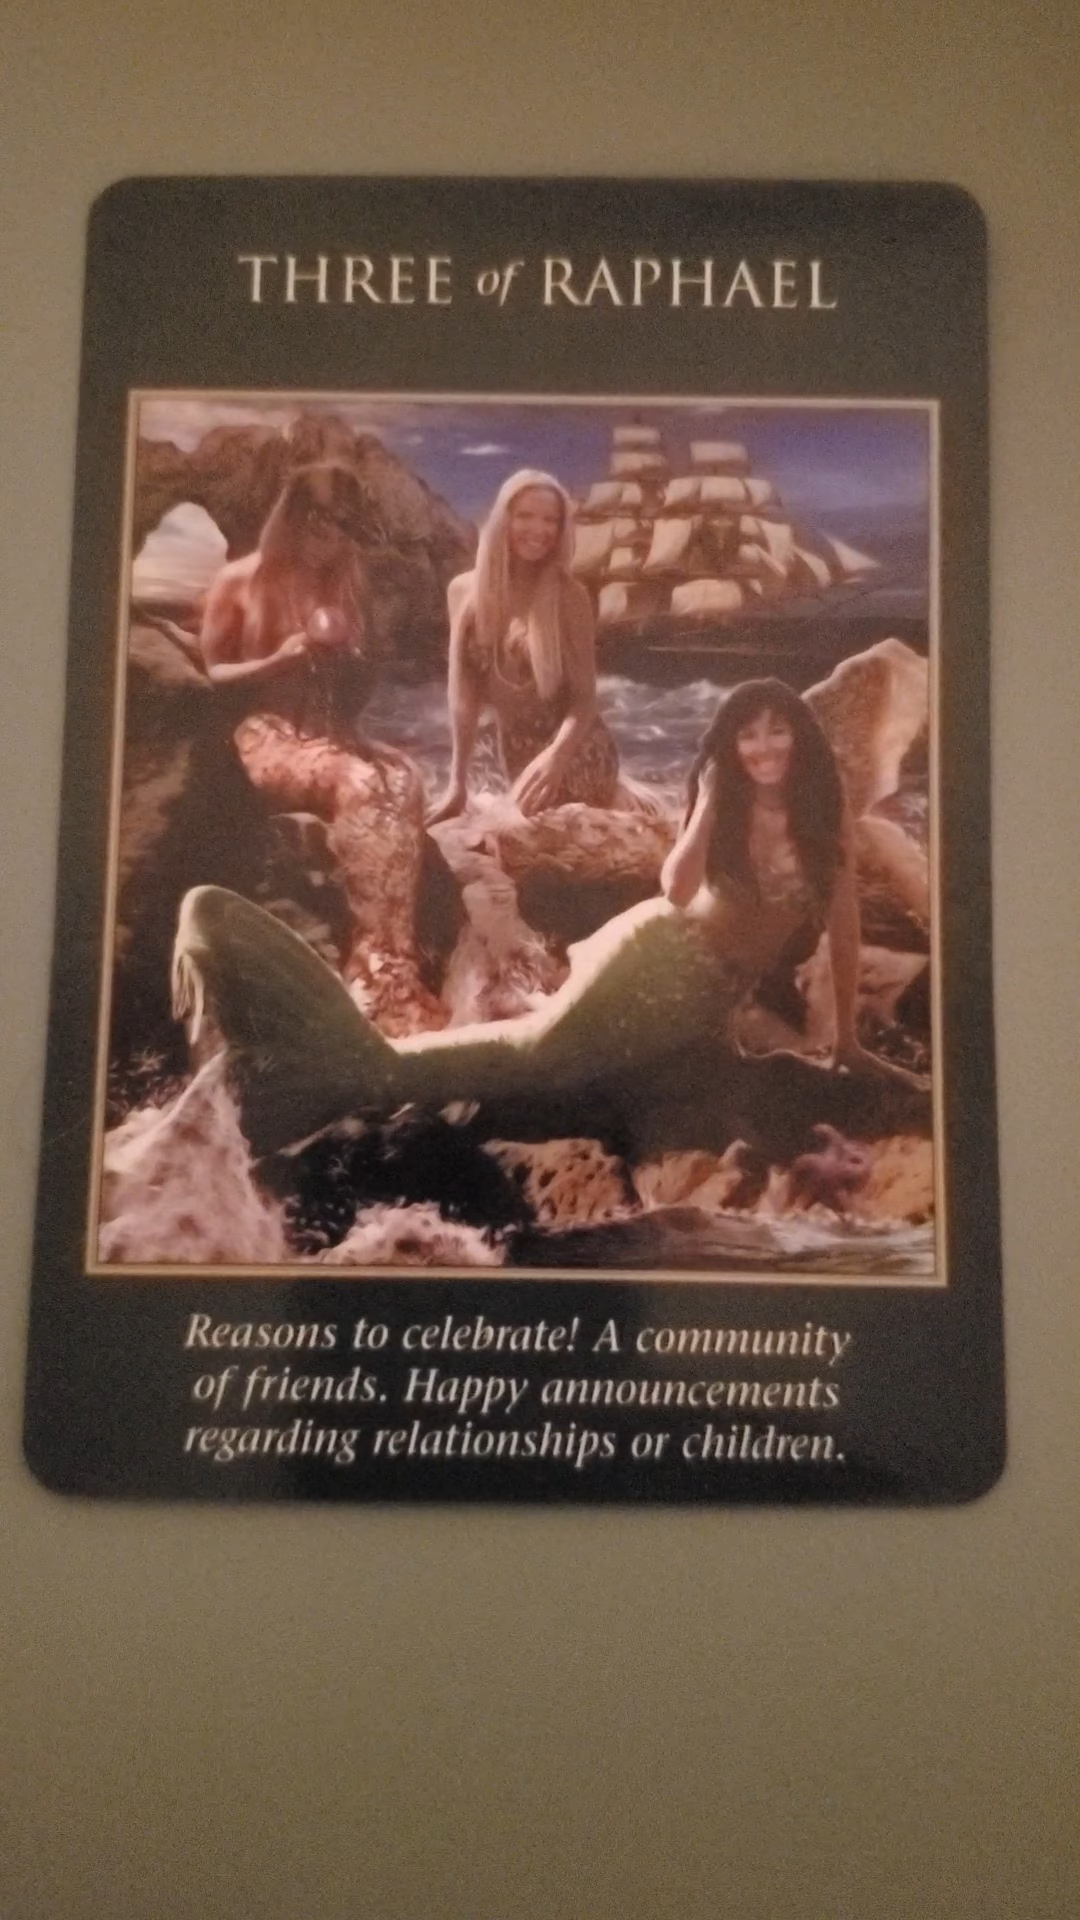 THREE of RAPHAEL
Reasons to celebrate! A community
of friends. Happy announcements
regarding relationships or children.